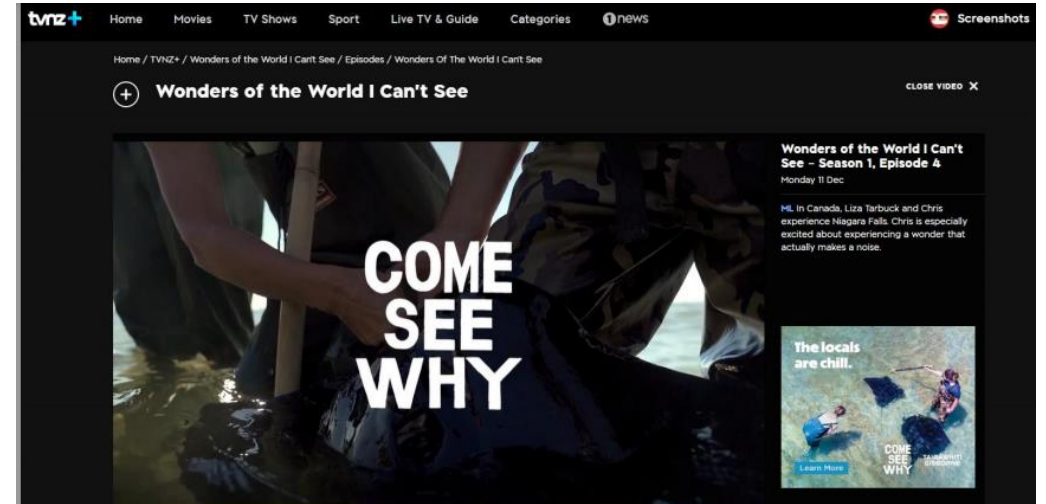 tvnz+
Home Movies TV Shows Sport Live TV & Guide Categories 1news Screenshots
Home / TVNZ+ / Wonders of the World I Can't See / Episodes / Wonders Of The World I Can't See
Wonders of the World I Can't See
CLOSE VIDEO X
COME
SEE
WHY
Wonders of the World I Can't
See – Season 1, Episode 4
Monday 11 Dec
ML In Canada, Liza Tarbuck and Chris
experience Niagara Falls. Chris is especially
excited about experiencing a wonder that
actually makes a noise.
The locals
are chill.
Learn More
COME
SEE
WHY
TAIRĀWHITI
GISBORNE